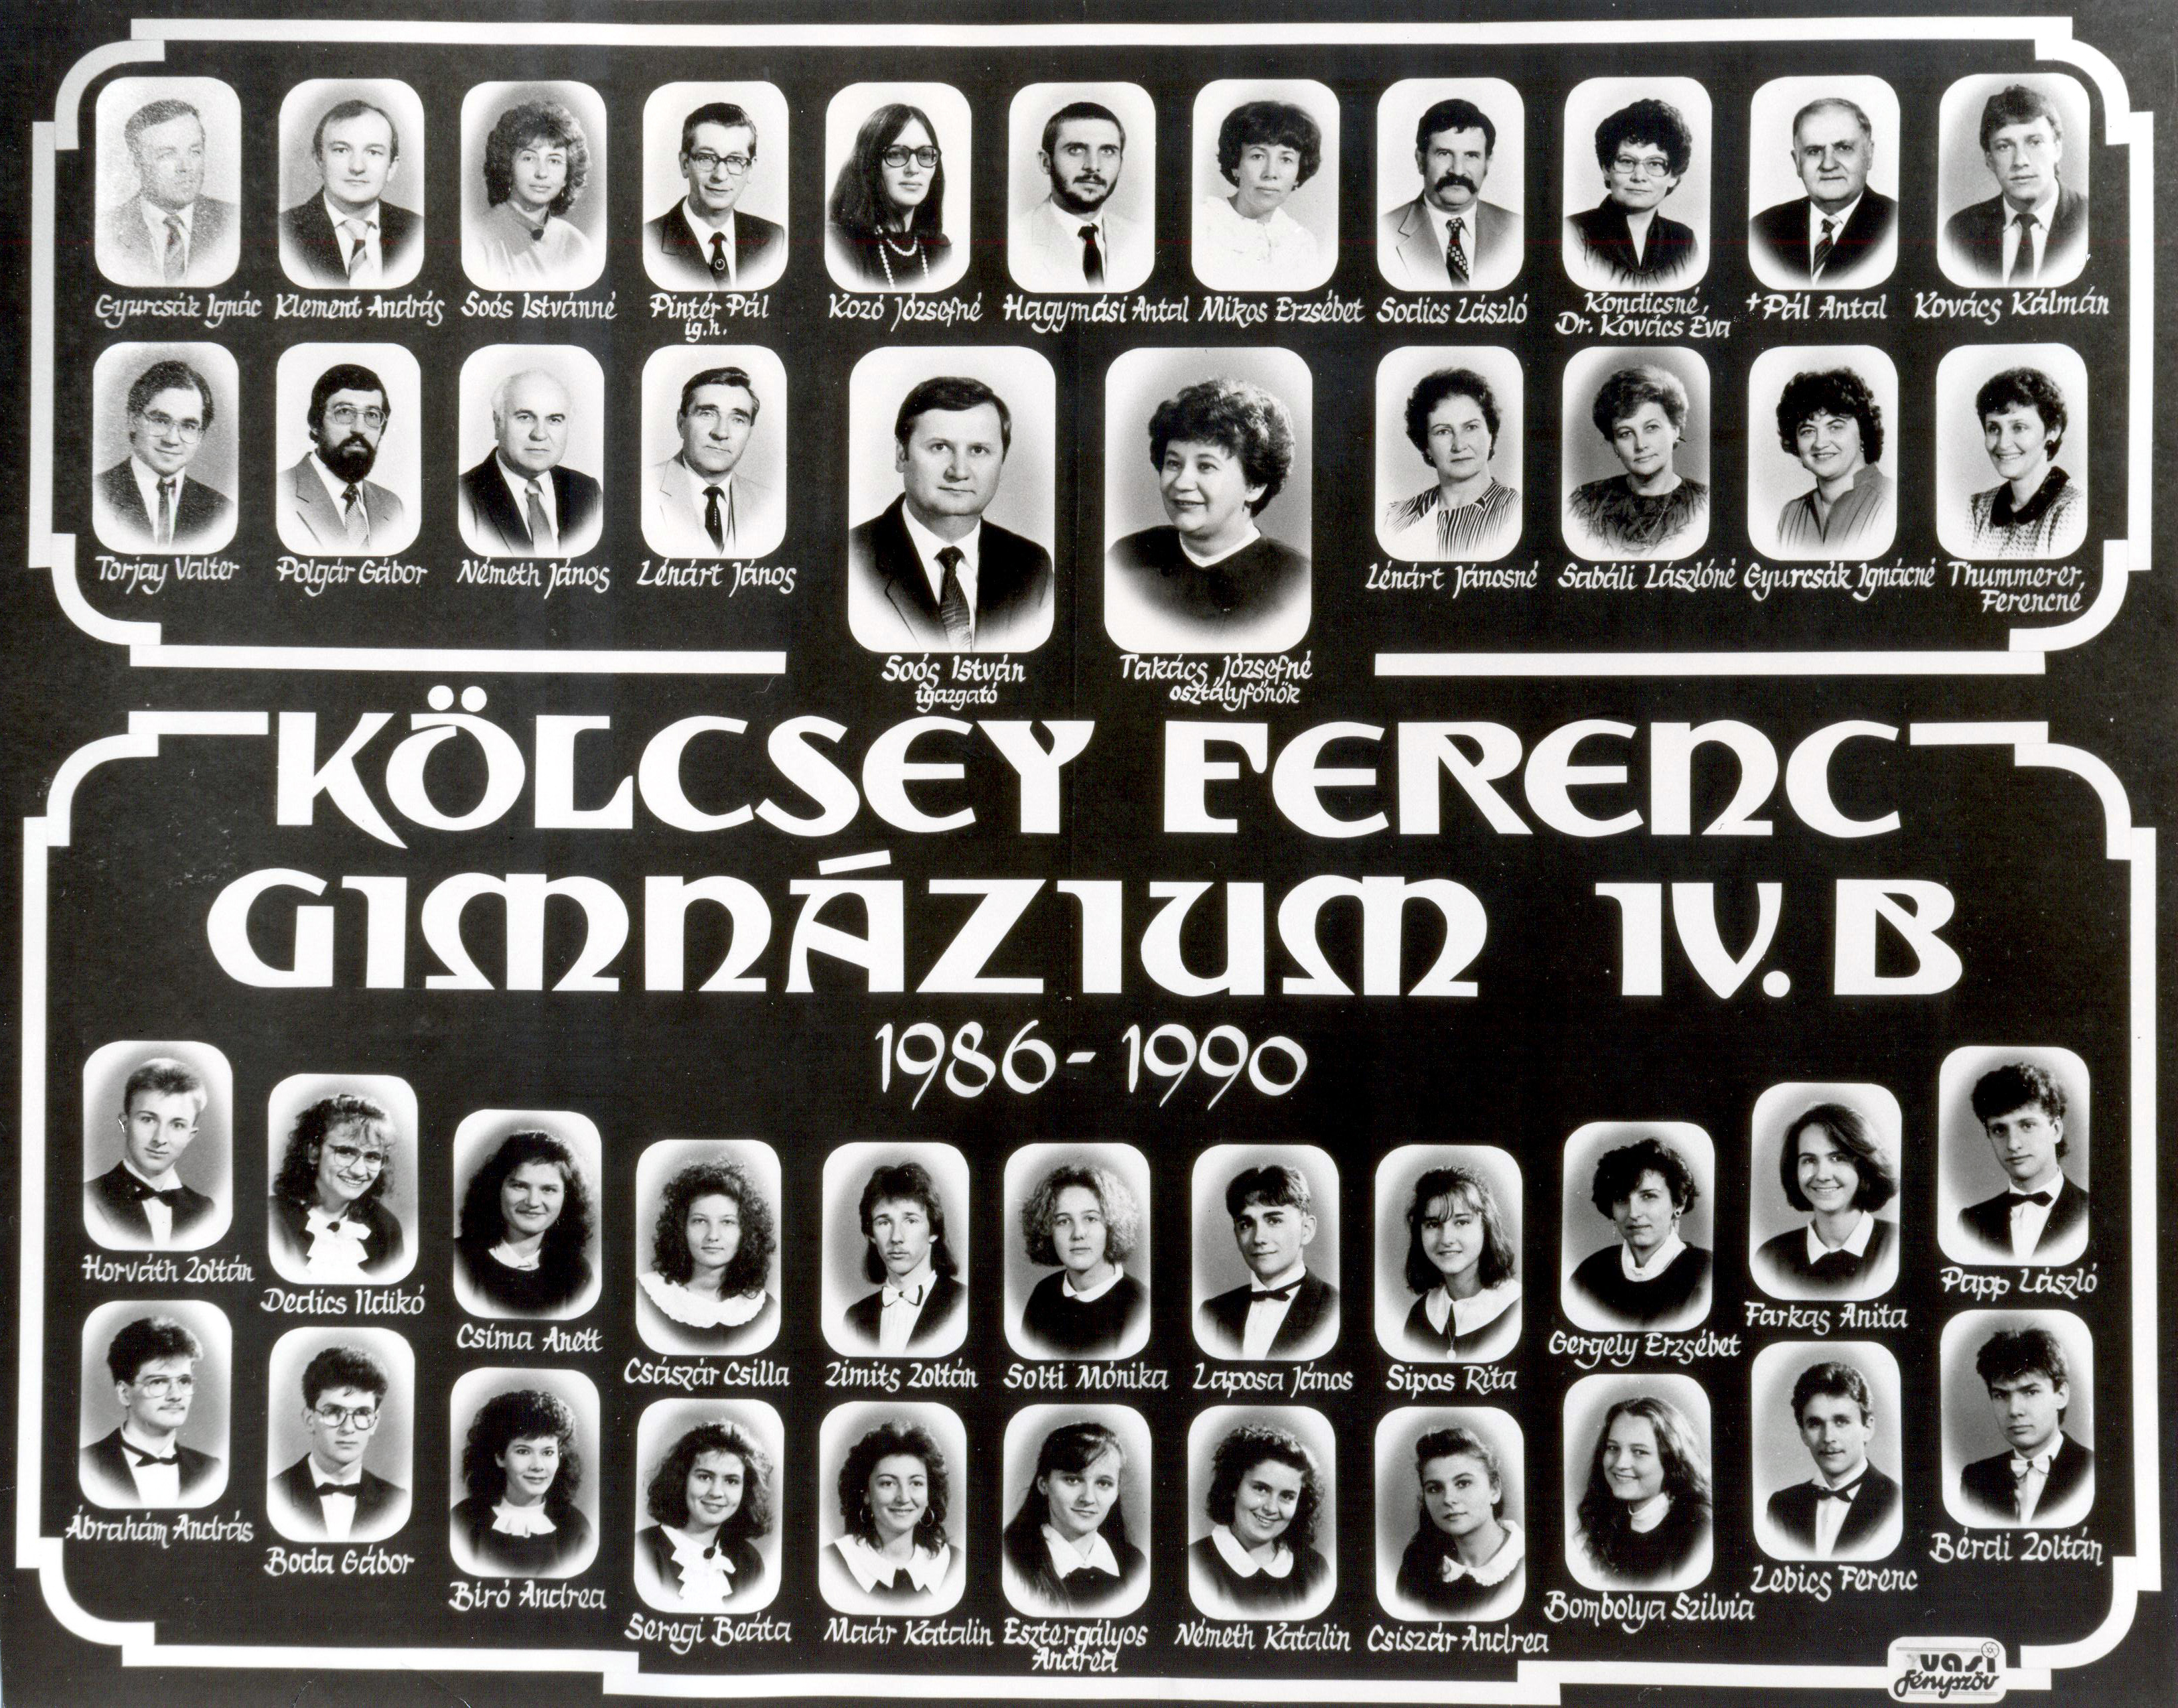 Gyurcsák Ignác
Klement András
Soós Istvánné
Pintér Pál
ig.h.
Kozó Józsefné
Hagymási Antal
Mikos Erzsébet
Sodics László
Kondicsné,
Dr. Kovács Éva
+Pál Antal
Kovács Kálmán
Torjay Valter
Polgár Gábor
Németh János
Lénárt János
Soós István
igazgató
Takács Józsefné
osztályfőnök
Lénárt Jánosné
Sabáli Lászlóné
Gyurcsák Ignácné
Thummerer,
Ferencné
KÖLCSEY FERENC
GIMNÁZIUM IV. B
1986-1990
Horváth Zoltán
Dedics Ildikó
Csima Anett
Császár Csilla
Zimits Zoltán
Solti Mónika
Laposa János
Sipos Rita
Gergely Erzsébet
Farkas Anita
Papp László
Ábrahám András
Boda Gábor
Bíró Andrea
Seregi Beáta
Maár Katalin
Esztergályos
Andrea
Németh Katalin
Csiszár Andrea
Bombolya Szilvia
Lebics Ferenc
Bérdi Zoltán
vasi
fényszöv